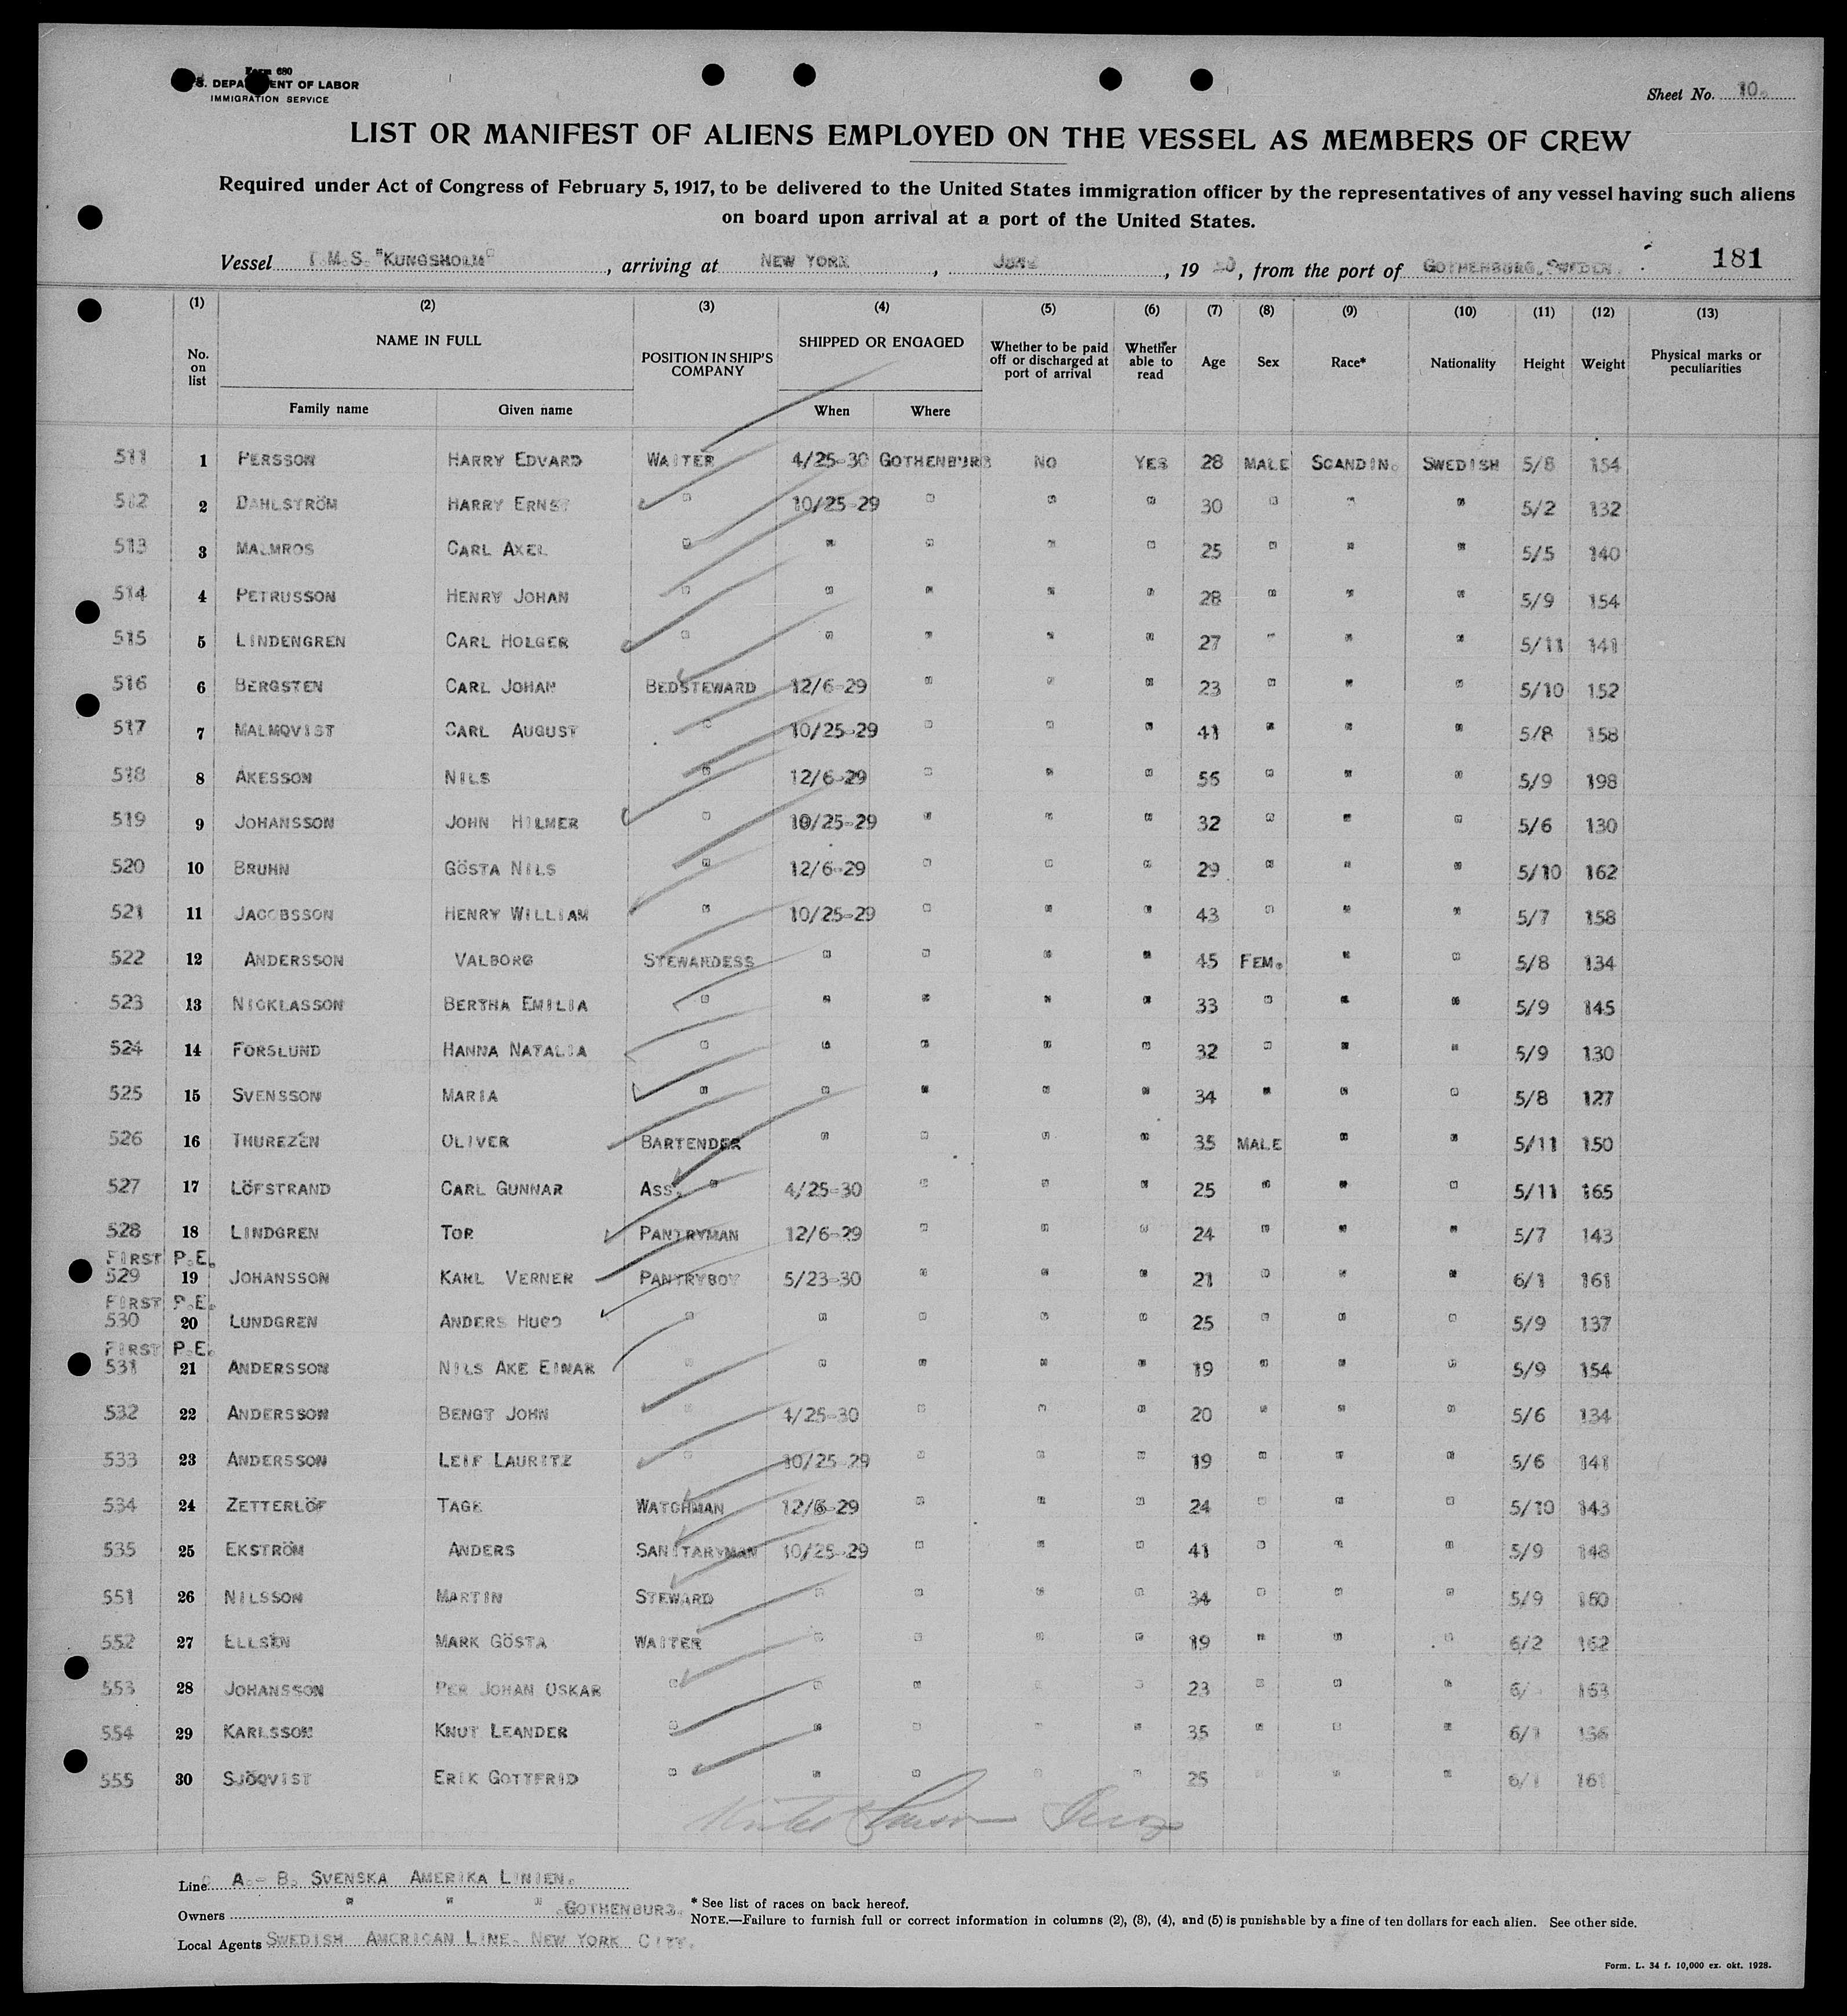 Form 680
S. DEPARTMENT OF LABOR
IMMIGRATION SERVICE
Sheet No. 10.
LIST OR MANIFEST OF ALIENS EMPLOYED ON THE VESSEL AS MEMBERS OF CREW
Required under Act of Congress of February 5, 1917, to be delivered to the United States immigration officer by the representatives of any vessel having such aliens
on board upon arrival at a port of the United States.
Vessel M.S. "KUNGSHOLM", arriving at NEW YORK, JUNE, 1930, from the port of GOTHENBURG, SWEDEN. 181
(1) (2) (3) (4) (5) (6) (7) (8) (9) (10) (11) (12) (13)
No. on list NAME IN FULL POSITION IN SHIP'S COMPANY SHIPPED OR ENGAGED Whether to be paid off or discharged at port of arrival Whether able to read Age Sex Race* Nationality Height Weight Physical marks or peculiarities
Family name Given name When Where
511 1 PERSSON HARRY EDVARD WAITER 4/25-30 GOTHENBURG NO YES 28 MALE SCANDIN. SWEDISH 5/8 154
512 2 DAHLSTRÖM HARRY ERNST " 10/25-29 " " " 30 " " " 5/2 132
513 3 MALMROS CARL AXEL " " " " " 25 " " " 5/5 140
514 4 PETRUSSON HENRY JOHAN " " " " " 28 " " " 5/9 154
515 5 LINDENGREN CARL HOLGER " " " " " 27 " " " 5/11 141
516 6 BERGSTEN CARL JOHAN BEDSTEWARD 12/6-29 " " " 23 " " " 5/10 152
517 7 MALMQVIST CARL AUGUST " 10/25-29 " " " 41 " " " 5/8 158
518 8 AKESSON NILS " 12/6-29 " " " 56 " " " 5/9 198
519 9 JOHANSSON JOHN HILMER " 10/25-29 " " " 32 " " " 5/6 130
520 10 BRUHN GÖSTA NILS " 12/6-29 " " " 29 " " " 5/10 162
521 11 JACOBSSON HENRY WILLIAM " 10/25-29 " " " 43 " " " 5/7 158
522 12 ANDERSSON VALBORG STEWARDESS " " " " 45 FEM. " " 5/8 134
523 13 NICKLASSON BERTHA EMILIA " " " " " 33 " " " 5/9 145
524 14 FORSLUND HANNA NATALIA " " " " " 32 " " " 5/9 130
525 15 SVENSSON MARIA " " " " " 34 " " " 5/8 127
526 16 THUREZÉN OLIVER BARTENDER " " " " 35 MALE " " 5/11 150
527 17 LÖFSTRAND CARL GUNNAR ASS. " 4/25-30 " " " 25 " " " 5/11 165
528 18 LINDGREN TOR PANTRYMAN 12/6-29 " " " 24 " " " 5/7 143
FIRST P.E.
529 19 JOHANSSON KARL VERNER PANTRYBOY 5/23-30 " " " 21 " " " 6/1 161
FIRST P.E.
530 20 LUNDGREN ANDERS HUGO " " " " " 25 " " " 5/9 137
FIRST P.E.
531 21 ANDERSSON NILS AKE EINAR " " " " " 19 " " " 5/9 154
532 22 ANDERSSON BENGT JOHN " 4/25-30 " " " 20 " " " 5/6 134
533 23 ANDERSSON LEIF LAURITZ " 10/25-29 " " " 19 " " " 5/6 141
534 24 ZETTERLÖF TAGE WATCHMAN 12/6-29 " " " 24 " " " 5/10 143
535 25 EKSTRÖM ANDERS SANITARYMAN 10/25-29 " " " 41 " " " 5/9 148
551 26 NILSSON MARTIN STEWARD " " " " 34 " " " 5/9 160
552 27 ELLSÉN MARK GÖSTA WAITER " " " " 19 " " " 6/2 162
553 28 JOHANSSON PER JOHAN OSKAR " " " " " 23 " " " 6/ 163
554 29 KARLSSON KNUT LEANDER " " " " " 35 " " " 6/1 156
555 30 SJÖQVIST ERIK GOTTFRID " " " " " 25 " " " 6/1 161
Line A.-B. SVENSKA AMERIKA LINIEN.
Owners " " " GOTHENBURG.
* See list of races on back hereof.
NOTE.—Failure to furnish full or correct information in columns (2), (3), (4), and (5) is punishable by a fine of ten dollars for each alien. See other side.
Local Agents SWEDISH AMERICAN LINE. NEW YORK CITY.
Form. L. 34 f. 10,000 ex. okt. 1928.